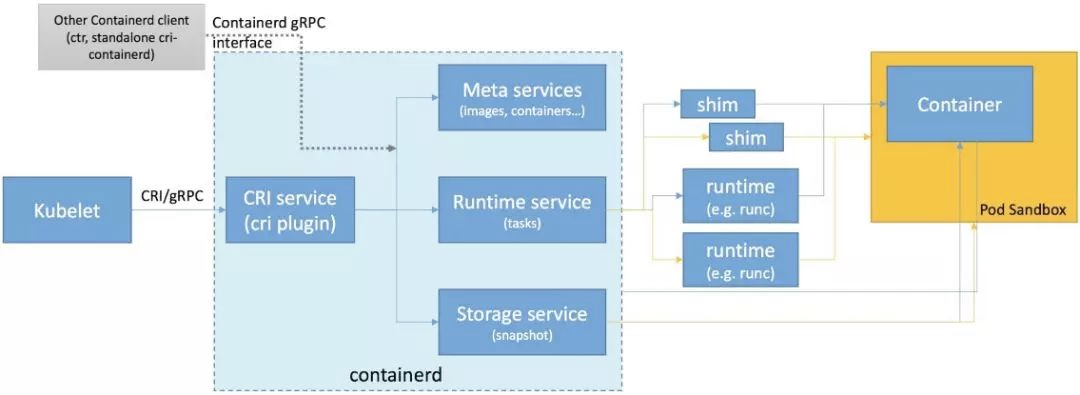 Other Containerd client
(ctr, standalone cri-
containerd)
Containerd gRPC
interface
Meta services
(images, containers...)
shim
shim
Container
Kubelet
CRI/gRPC
CRI service
(cri plugin)
Runtime service
(tasks)
runtime
(e.g. runc)
runtime
(e.g. runc)
Pod Sandbox
Storage service
(snapshot)
containerd